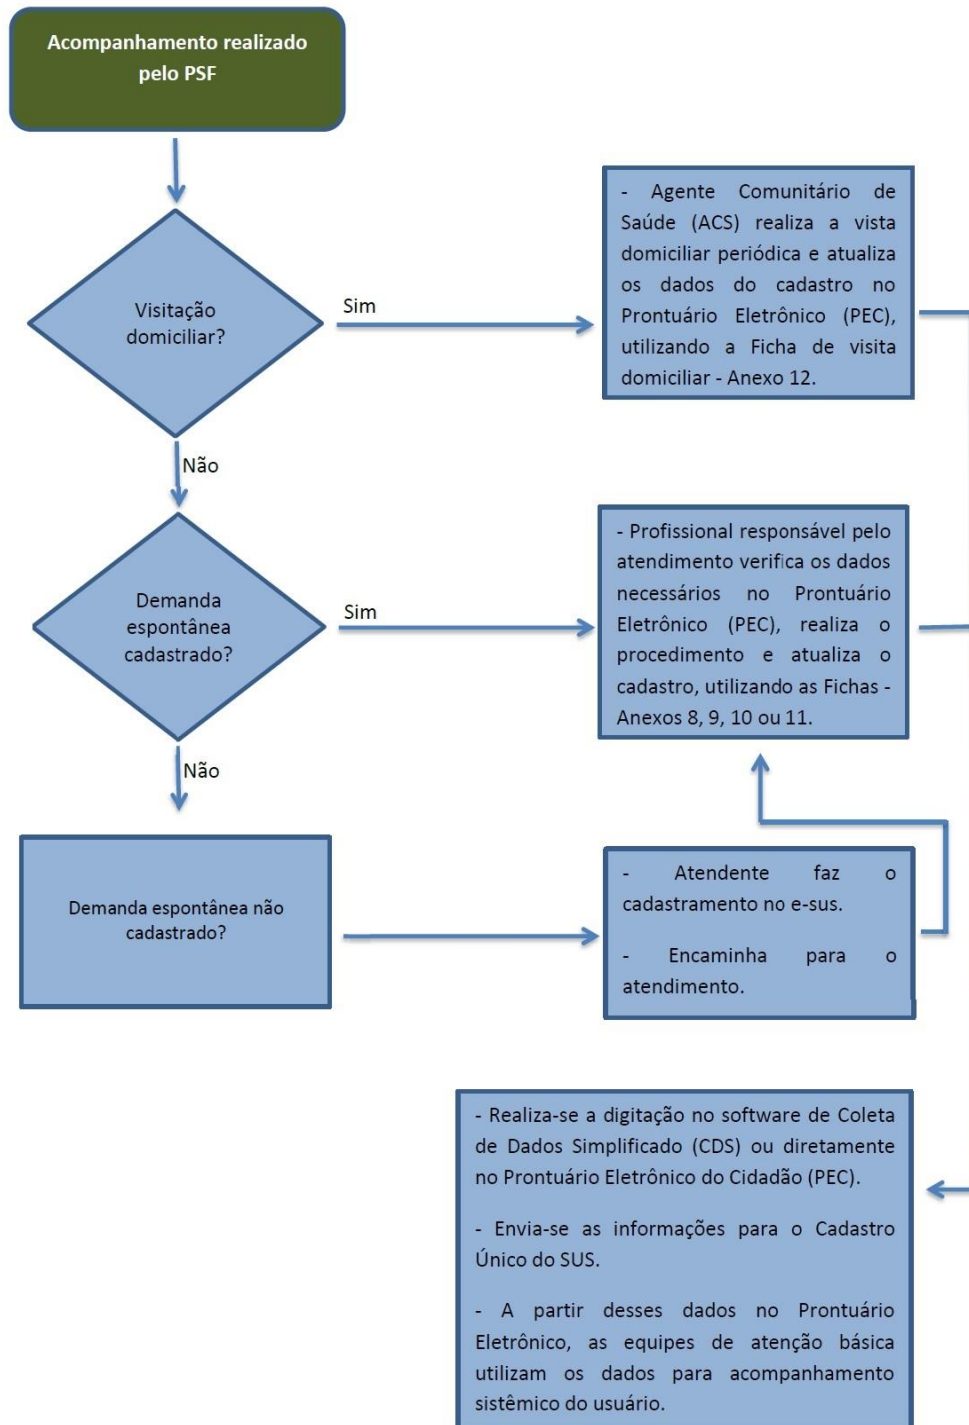 Acompanhamento realizado
pelo PSF
Visitação
domiciliar?
Sim
- Agente Comunitário de
Saúde (ACS) realiza a vista
domiciliar periódica e atualiza
os dados do cadastro no
Prontuário Eletrônico (PEC),
utilizando a Ficha de visita
domiciliar - Anexo 12.
Não
Demanda
espontânea
cadastrado?
Sim
- Profissional responsável pelo
atendimento verifica os dados
necessários no Prontuário
Eletrônico (PEC), realiza o
procedimento e atualiza o
cadastro, utilizando as Fichas -
Anexos 8, 9, 10 ou 11.
Não
Demanda espontânea não
cadastrado?
- Atendente faz o
cadastramento no e-sus.
- Encaminha para o
atendimento.
- Realiza-se a digitação no software de Coleta
de Dados Simplificado (CDS) ou diretamente
no Prontuário Eletrônico do Cidadão (PEC).
- Envia-se as informações para o Cadastro
Único do SUS.
- A partir desses dados no Prontuário
Eletrônico, as equipes de atenção básica
utilizam os dados para acompanhamento
sistêmico do usuário.